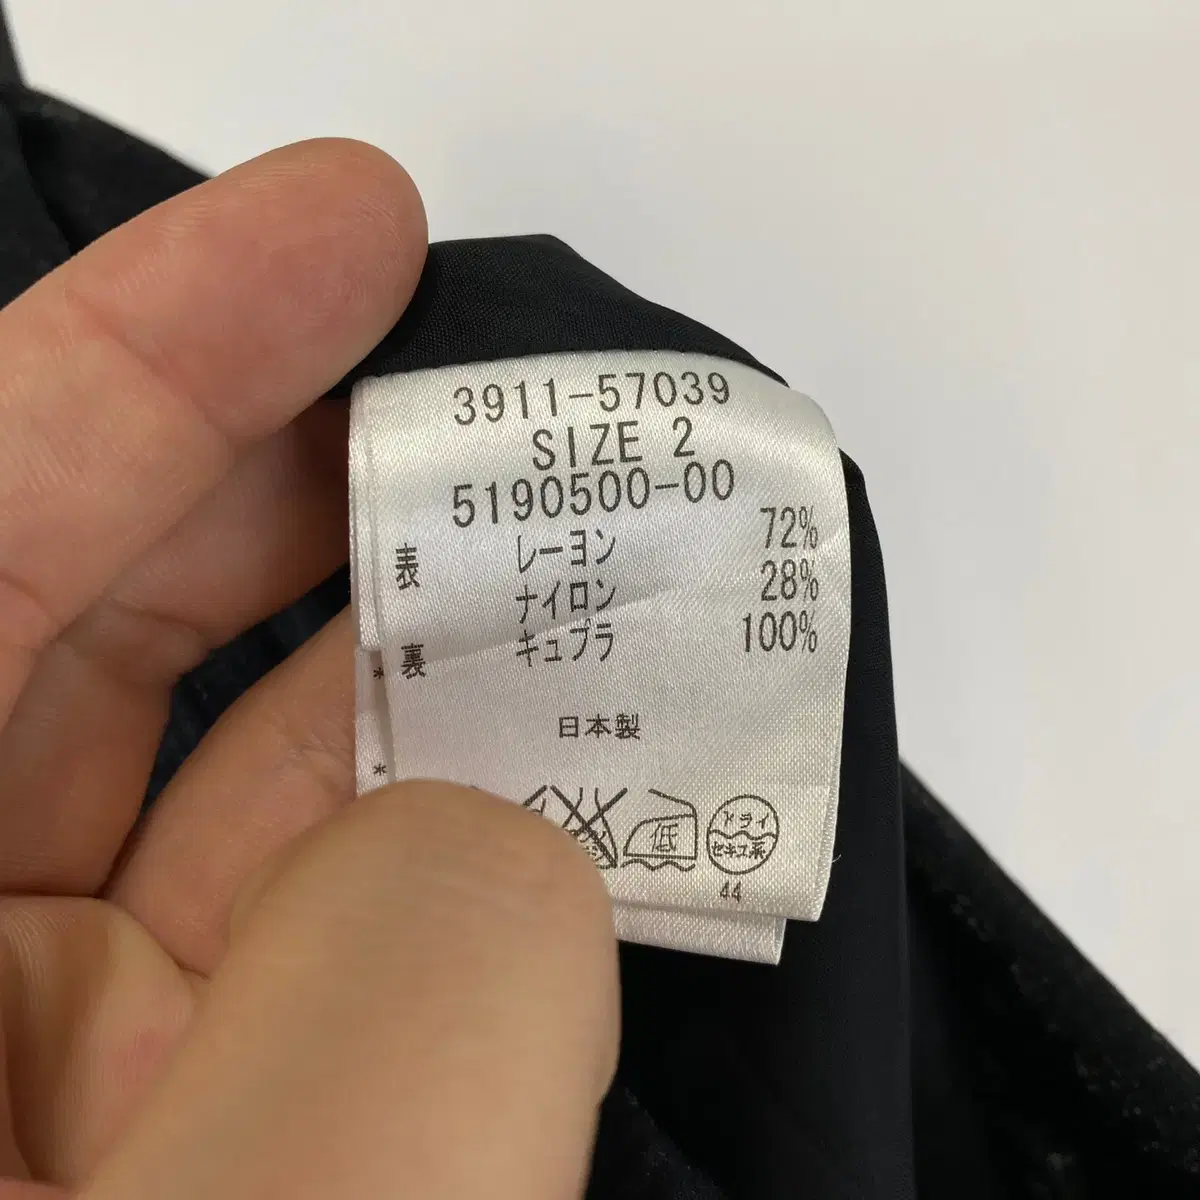 3911-57039
SIZE 2
5190500-00
表 レーヨン 72%
ナイロン 28%
裏 キュプラ 100%
*
日本製
*
低
ドライ
セキユ系
44